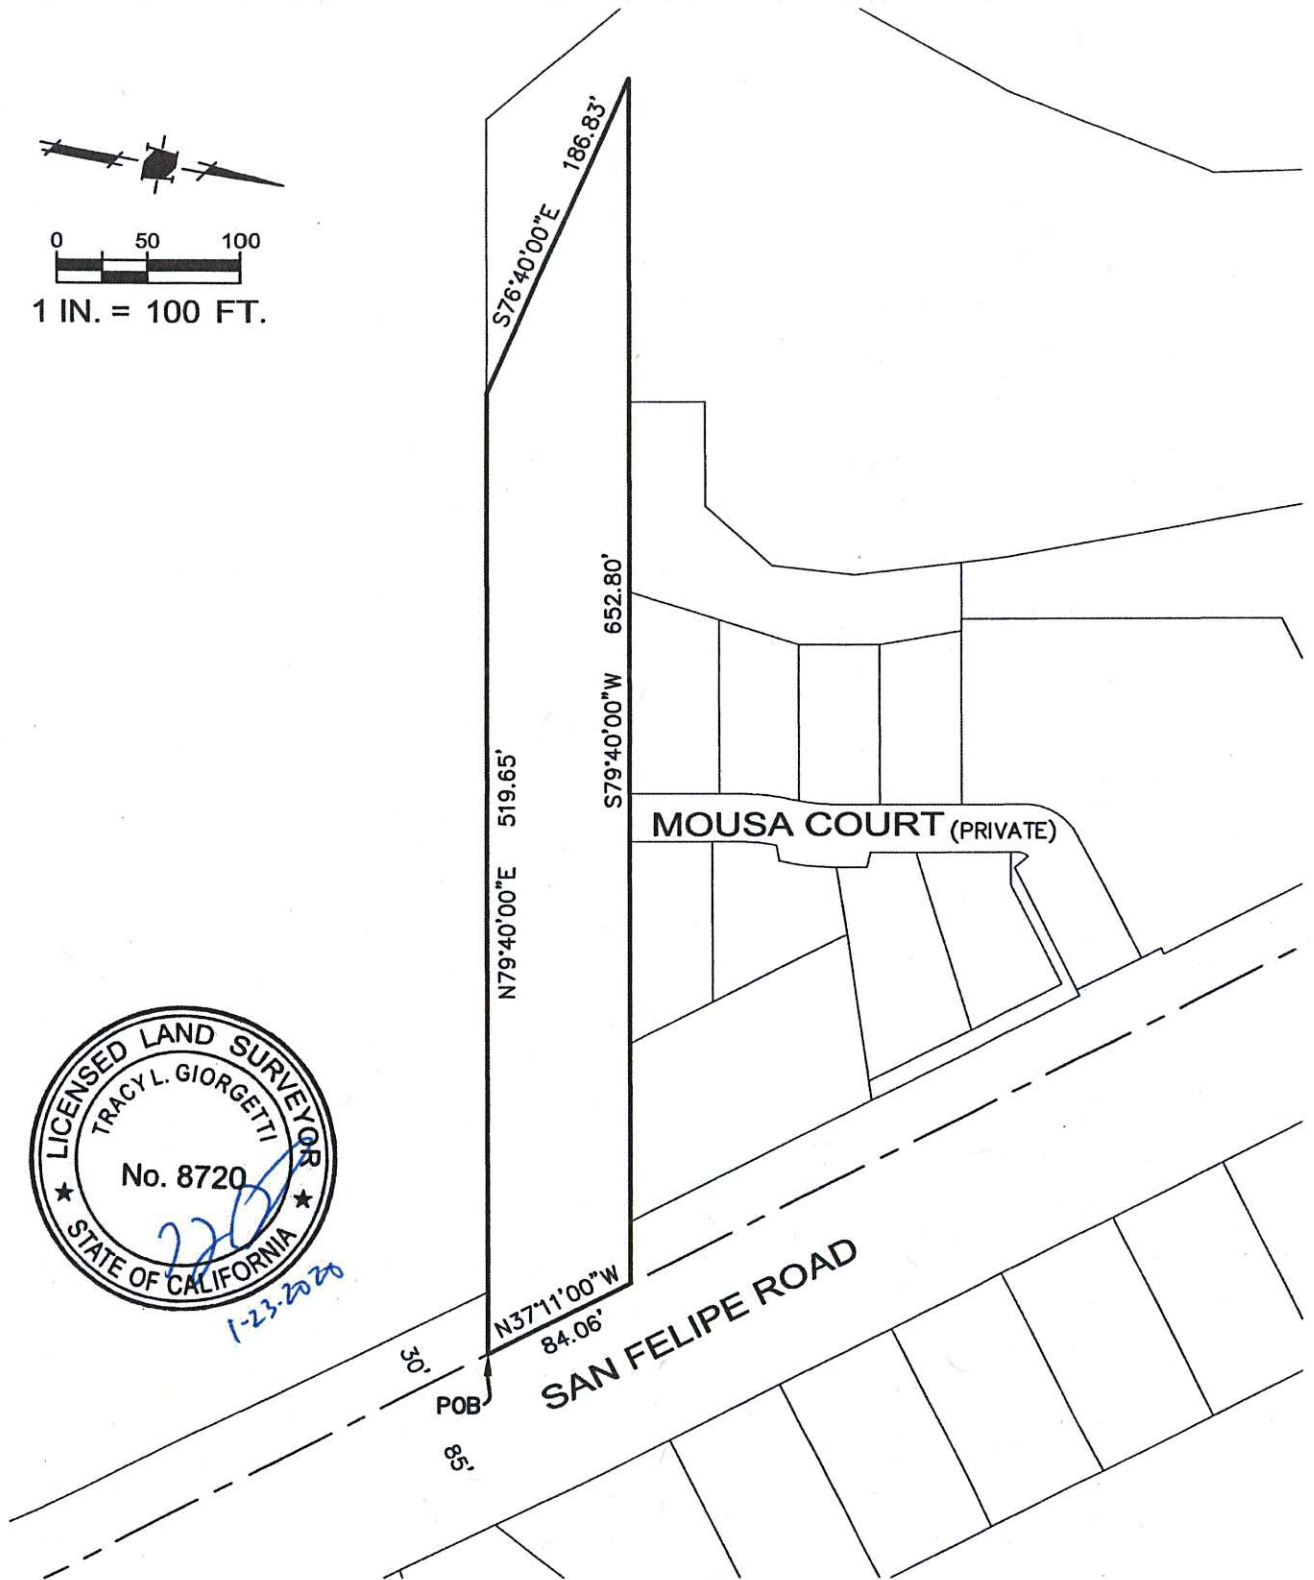 0 50 100
1 IN. = 100 FT.
S76°40'00"E 186.83'
N79°40'00"E 519.65'
S79°40'00"W 652.80'
MOUSA COURT (PRIVATE)
LICENSED LAND SURVEYOR
TRACY L. GIORGETTI
No. 8720
STATE OF CALIFORNIA
1-23-2020
N37°11'00"W
84.06'
30'
POB
85'
SAN FELIPE ROAD